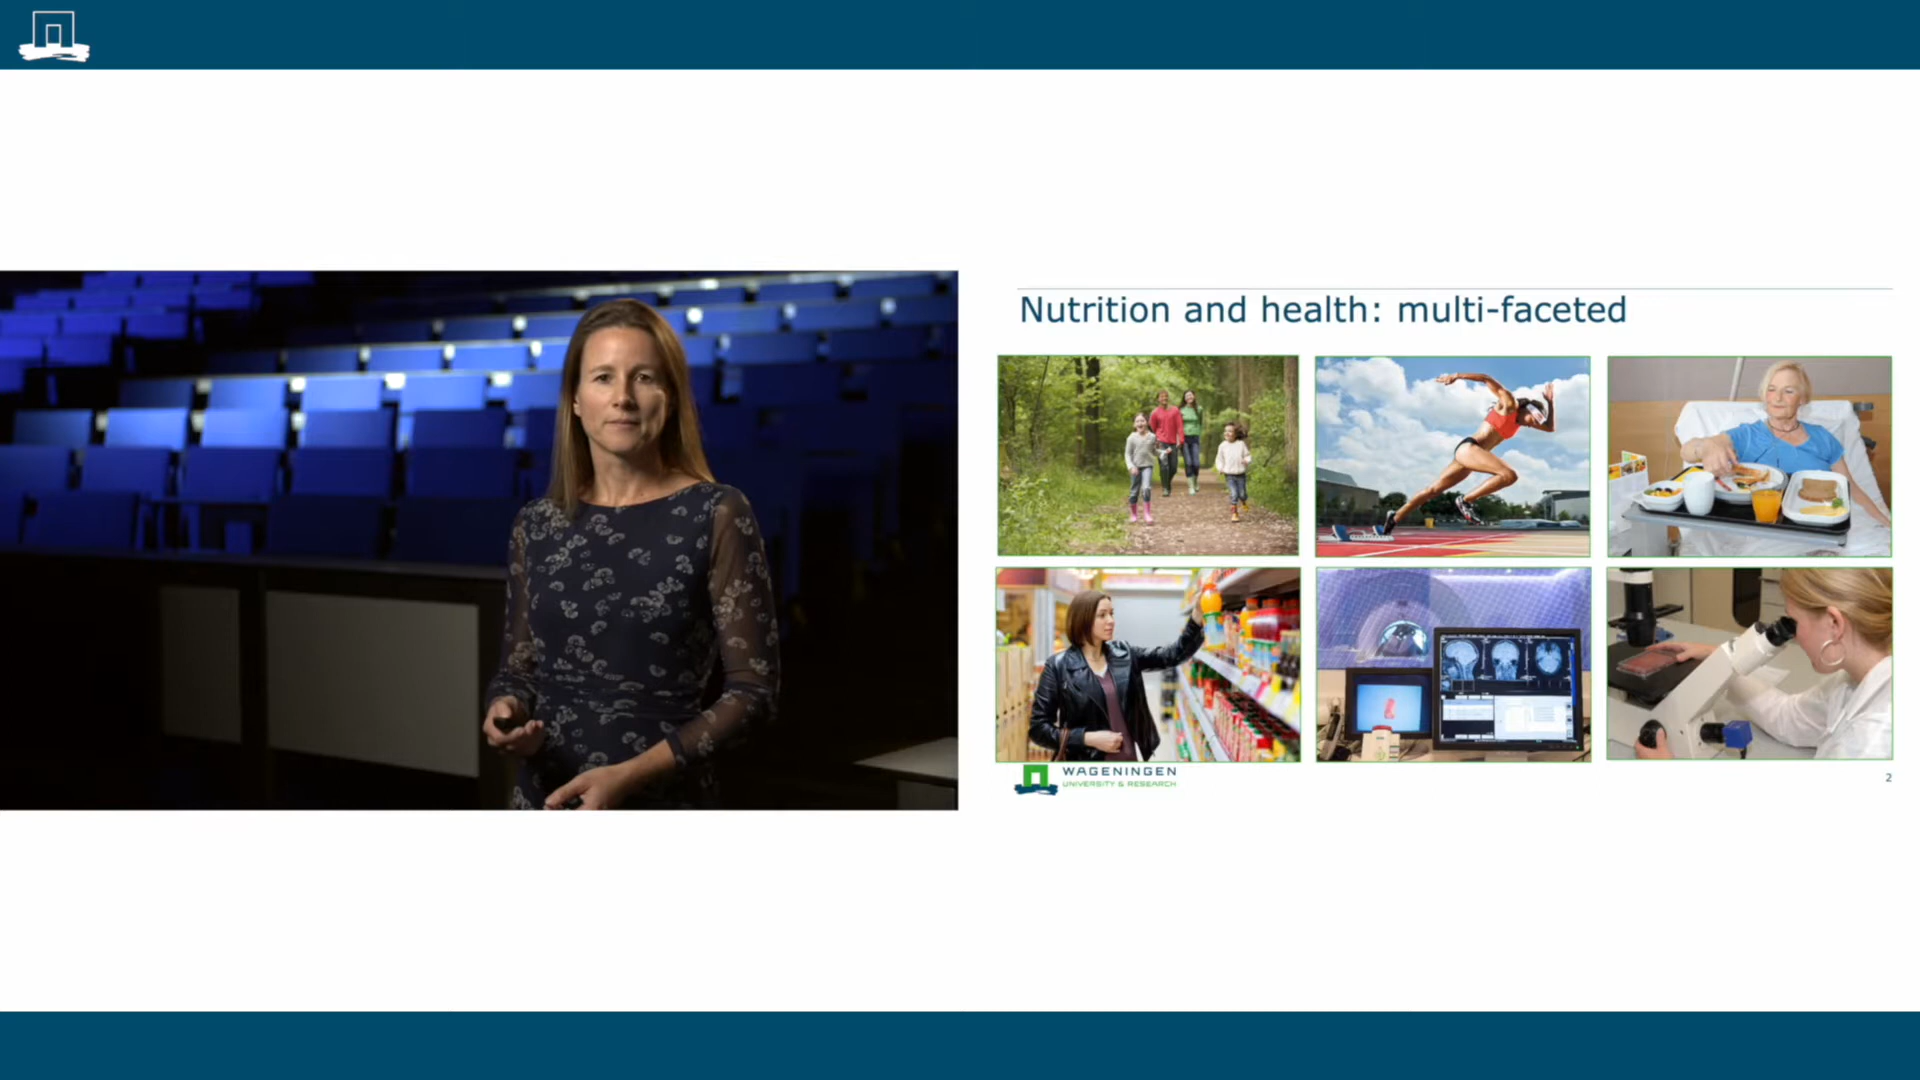 Nutrition and health: multi-faceted
WAGENINGEN
UNIVERSITY & RESEARCH
2